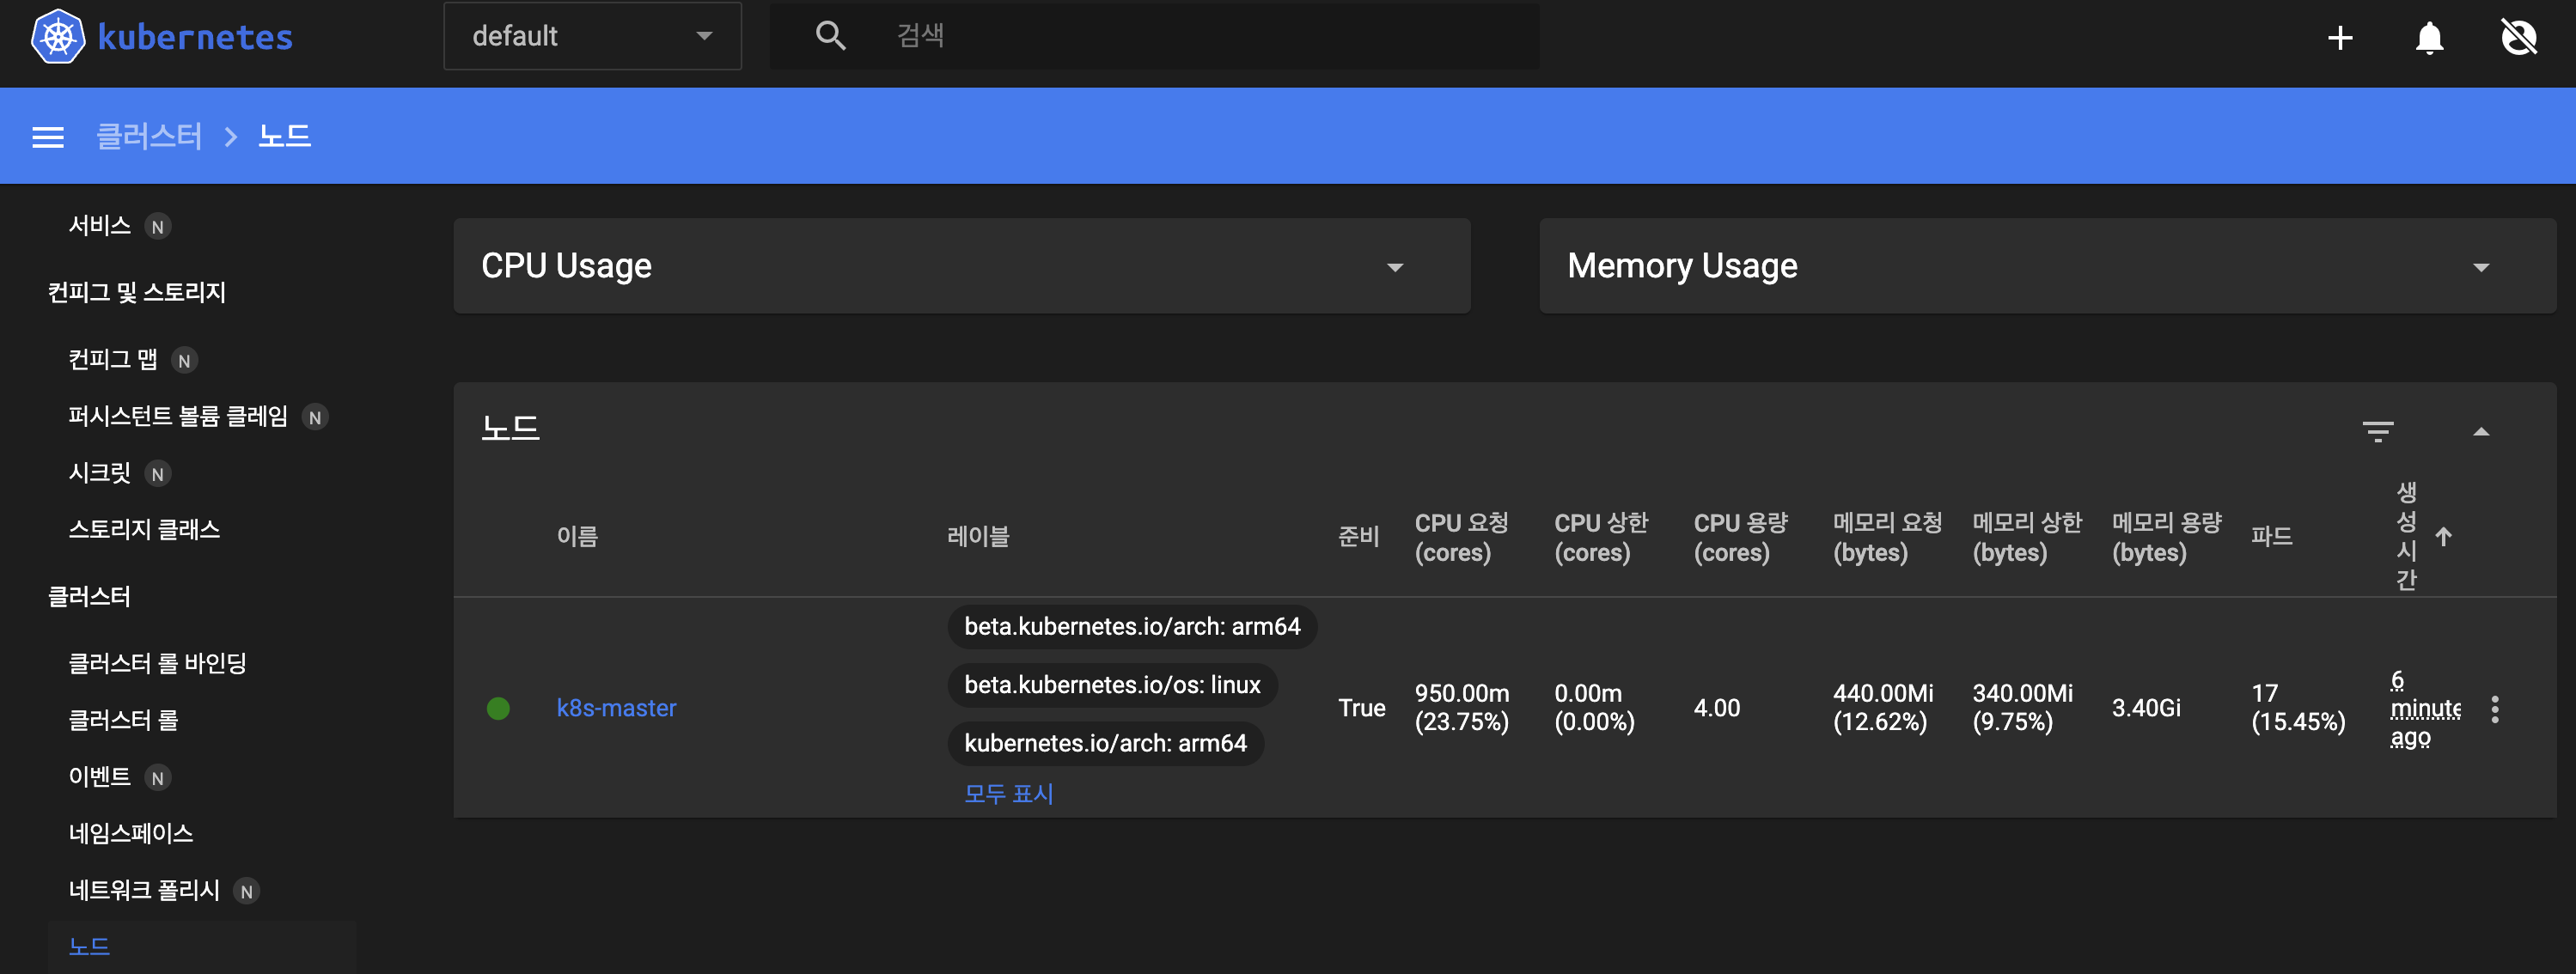 kubernetes
default
검색
클러스터 > 노드
서비스 N
컨피그 및 스토리지
컨피그 맵 N
퍼시스턴트 볼륨 클레임 N
시크릿 N
스토리지 클래스
클러스터
클러스터 롤 바인딩
클러스터 롤
이벤트 N
네임스페이스
네트워크 폴리시 N
노드
CPU Usage
Memory Usage
노드
이름
레이블
준비
CPU 요청
(cores)
CPU 상한
(cores)
CPU 용량
(cores)
메모리 요청
(bytes)
메모리 상한
(bytes)
메모리 용량
(bytes)
파드
생
성
시
간
k8s-master
beta.kubernetes.io/arch: arm64
beta.kubernetes.io/os: linux
kubernetes.io/arch: arm64
모두 표시
True
950.00m
(23.75%)
0.00m
(0.00%)
4.00
440.00Mi
(12.62%)
340.00Mi
(9.75%)
3.40Gi
17
(15.45%)
6
minute
ago